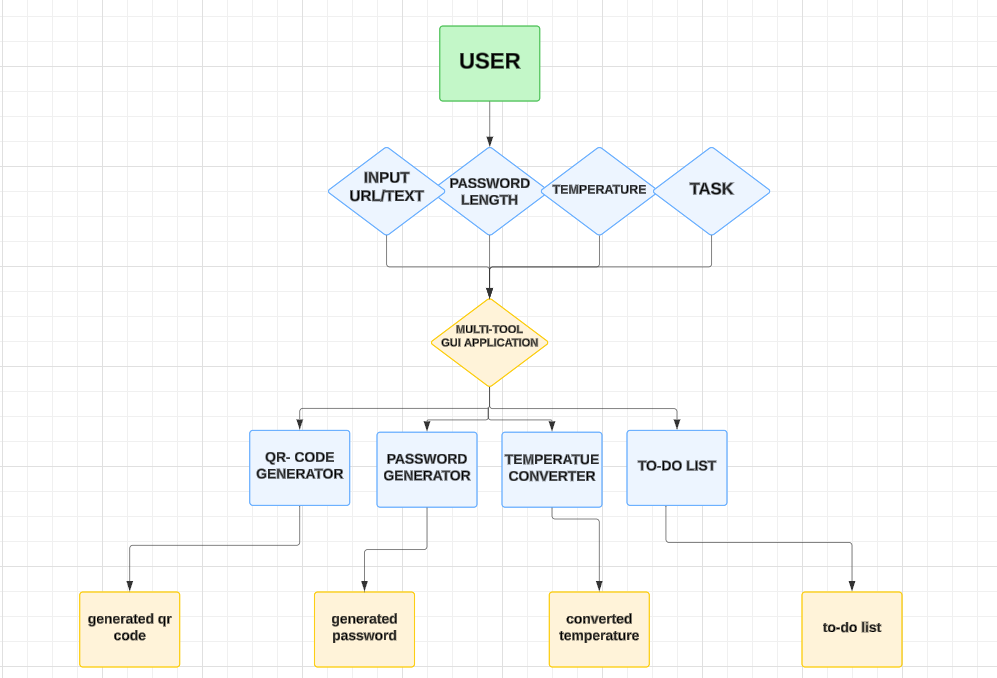 USER
INPUT
URL/TEXT
PASSWORD
LENGTH
TEMPERATURE
TASK
MULTI-TOOL
GUI APPLICATION
QR- CODE
GENERATOR
PASSWORD
GENERATOR
TEMPERATUE
CONVERTER
TO-DO LIST
generated qr
code
generated
password
converted
temperature
to-do list